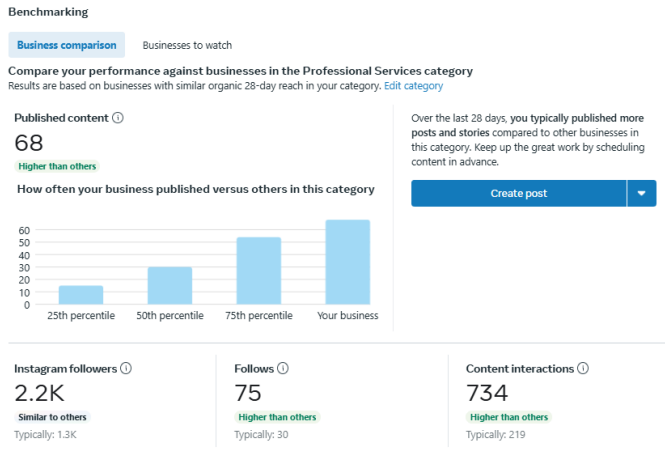 Benchmarking
Business comparison
Businesses to watch
Compare your performance against businesses in the Professional Services category
Results are based on businesses with similar organic 28-day reach in your category. Edit category
Published content
68
Higher than others
How often your business published versus others in this category
60
50
40
30
20
10
0
25th percentile
50th percentile
75th percentile
Your business
Over the last 28 days, you typically published more
posts and stories compared to other businesses in
this category. Keep up the great work by scheduling
content in advance.
Create post
Instagram followers
2.2K
Similar to others
Typically: 1.3K
Follows
75
Higher than others
Typically: 30
Content interactions
734
Higher than others
Typically: 219